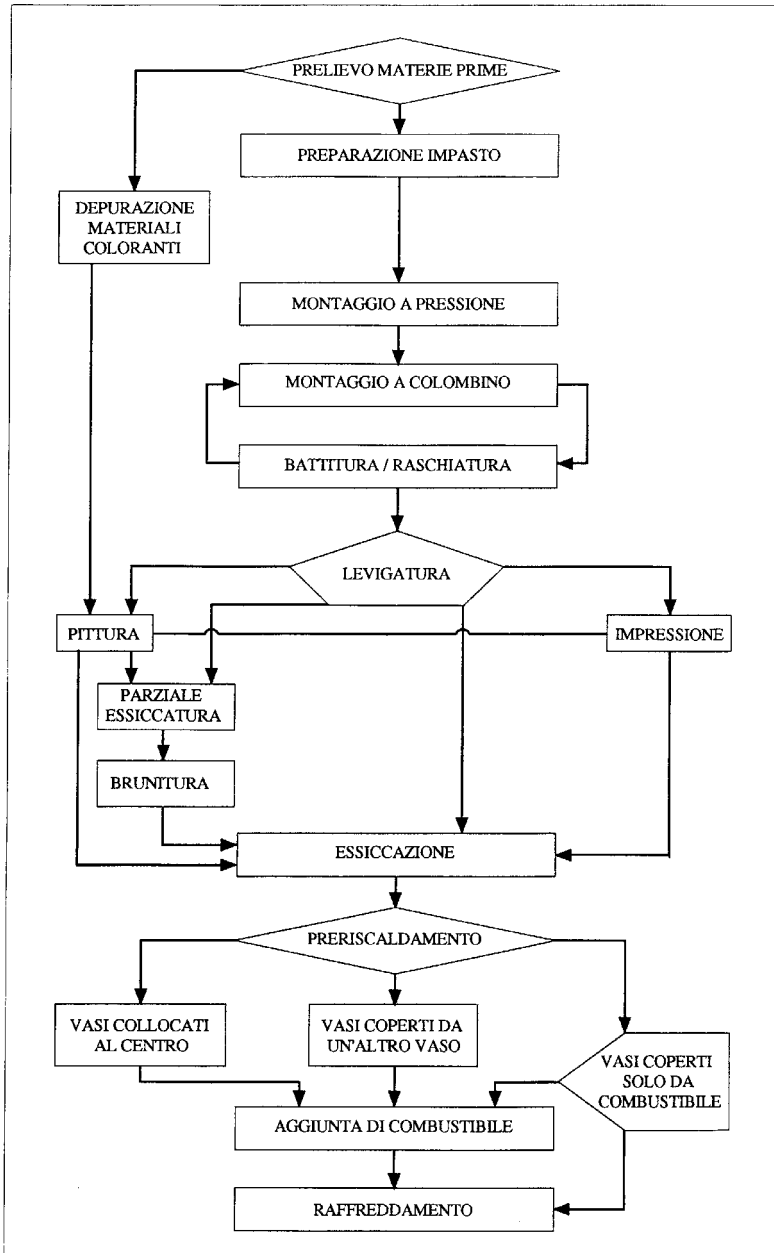 PRELIEVO MATERIE PRIME
PREPARAZIONE IMPASTO
DEPURAZIONE
MATERIALI
COLORANTI
MONTAGGIO A PRESSIONE
MONTAGGIO A COLOMBINO
BATTITURA / RASCHIATURA
LEVIGATURA
PITTURA
IMPRESSIONE
PARZIALE
ESSICCATURA
BRUNITURA
ESSICCAZIONE
PRERISCALDAMENTO
VASI COLLOCATI
AL CENTRO
VASI COPERTI DA
UN'ALTRO VASO
VASI COPERTI
SOLO DA
COMBUSTIBILE
AGGIUNTA DI COMBUSTIBILE
RAFFREDDAMENTO